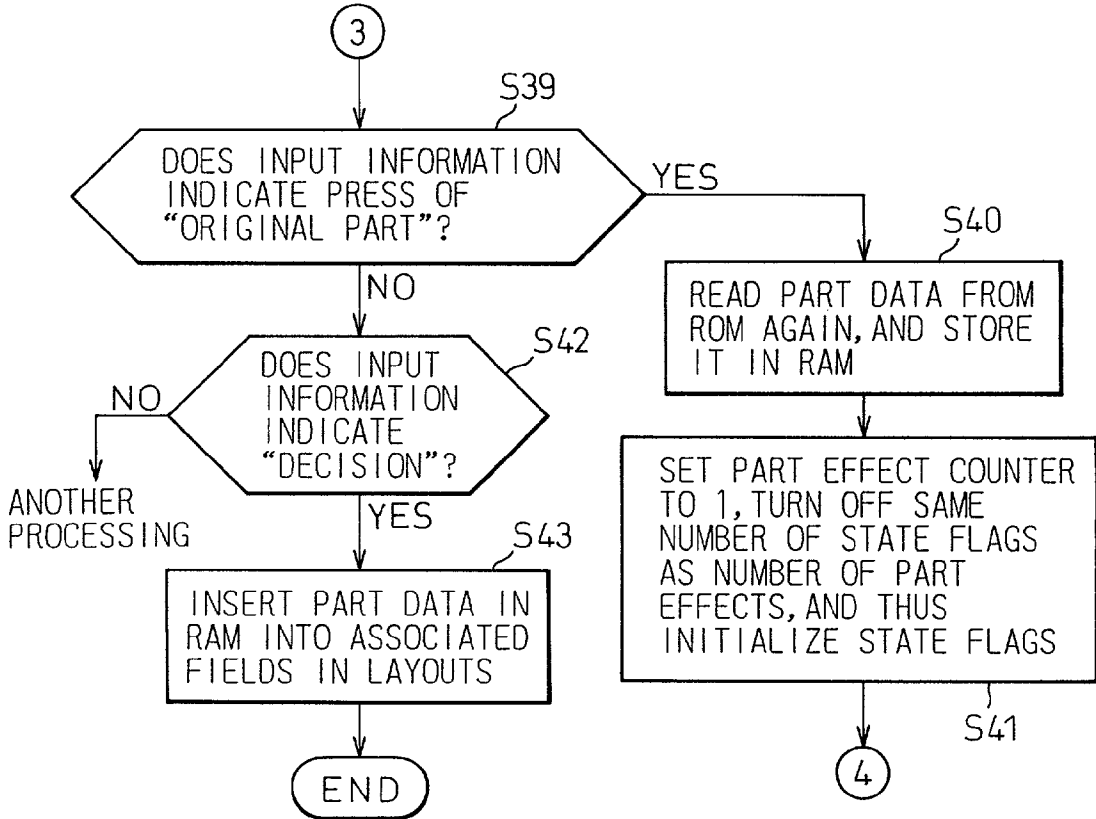 3
S39
DOES INPUT INFORMATION
INDICATE PRESS OF
“ORIGINAL PART”?
YES
NO
S40
READ PART DATA FROM
ROM AGAIN, AND STORE
IT IN RAM
S42
DOES INPUT
INFORMATION
INDICATE
“DECISION”?
NO
ANOTHER
PROCESSING
YES
S43
INSERT PART DATA IN
RAM INTO ASSOCIATED
FIELDS IN LAYOUTS
END
SET PART EFFECT COUNTER
TO 1, TURN OFF SAME
NUMBER OF STATE FLAGS
AS NUMBER OF PART
EFFECTS, AND THUS
INITIALIZE STATE FLAGS
S41
4